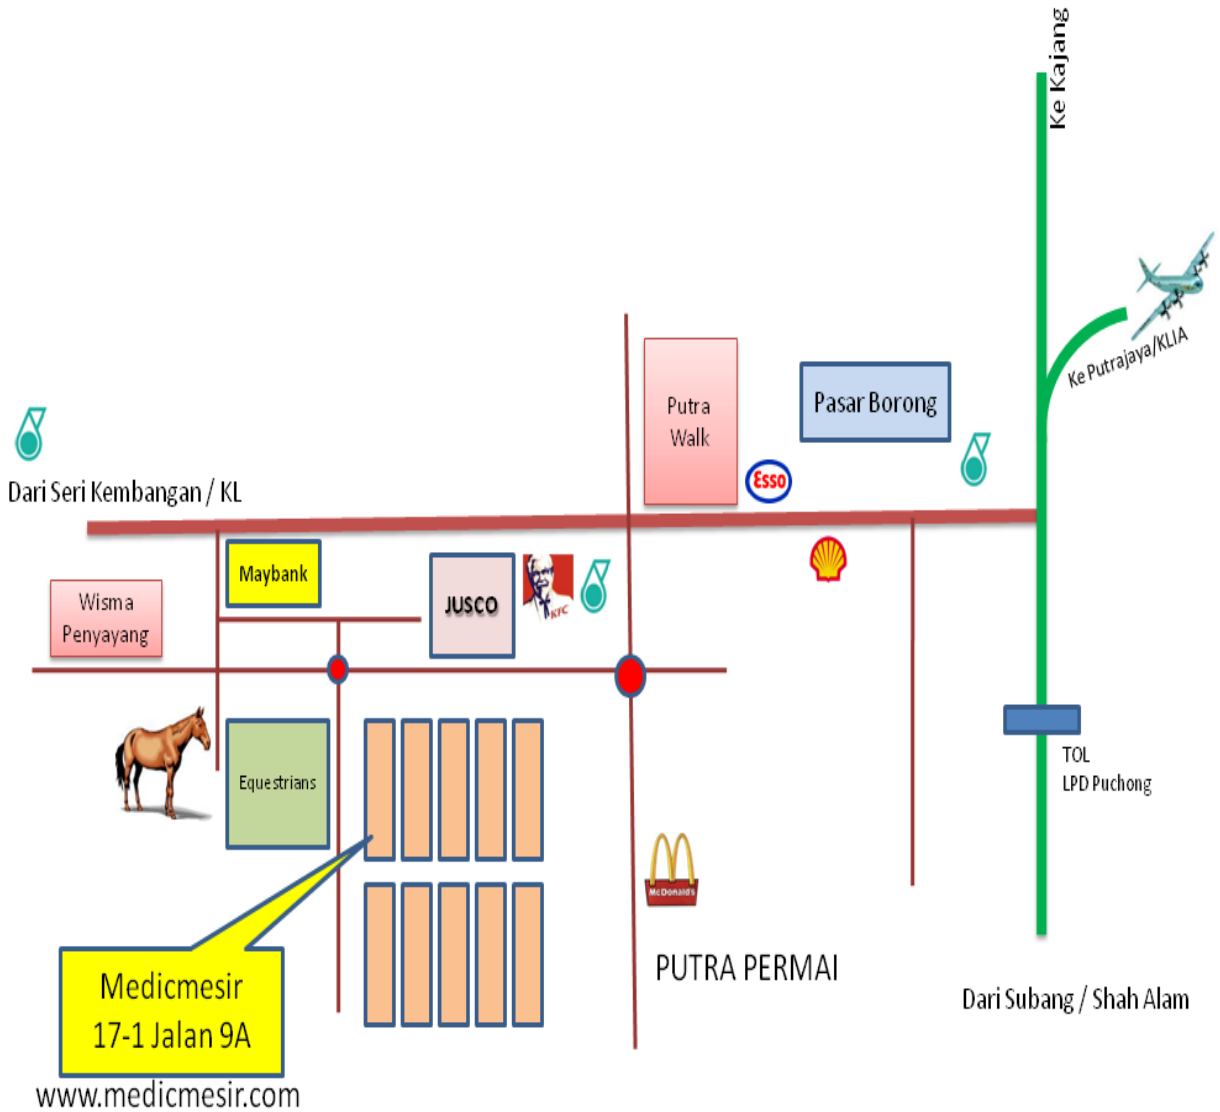 Ke Kajang
Ke Putrajaya/KLIA
Putra
Walk
Pasar Borong
Esso
Dari Seri Kembangan / KL
Maybank
JUSCO
KFC
Wisma
Penyayang
Equestrians
TOL
LPD Puchong
McDonald's
PUTRA PERMAI
Dari Subang / Shah Alam
Medicmesir
17-1 Jalan 9A
www.medicmesir.com